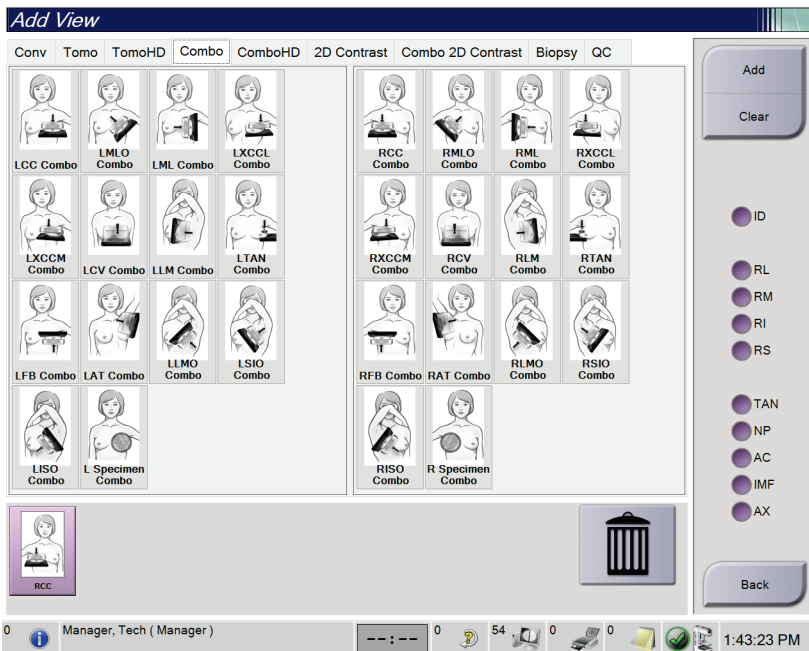 Add View
Conv Tomo TomoHD Combo ComboHD 2D Contrast Combo 2D Contrast Biopsy QC
LCC Combo
LMLO
Combo
LML Combo
LXCCL
Combo
RCC
Combo
RMLO
Combo
RML
Combo
RXCCL
Combo
LXCCM
Combo
LCV Combo
LLM Combo
LTAN
Combo
RXCCM
Combo
RCV
Combo
RLM
Combo
RTAN
Combo
LFB Combo
LAT Combo
LLMO
Combo
LSIO
Combo
RFB Combo
RAT Combo
RLMO
Combo
RSIO
Combo
LISO
Combo
L Specimen
Combo
RISO
Combo
R Specimen
Combo
RCC
Add
Clear
ID
RL
RM
RI
RS
TAN
NP
AC
IMF
AX
Back
0 Manager, Tech ( Manager ) --:-- 0 54 0 0 1:43:23 PM